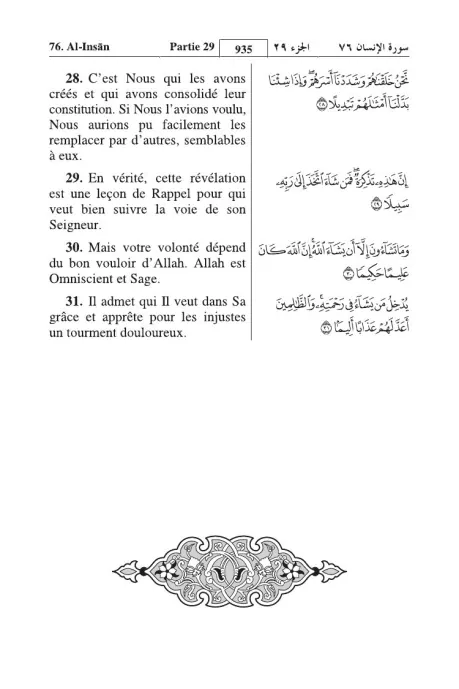 76. Al-Insān Partie 29 935 الجزء ٢٩ سورة الإنسان ٧٦
28. C'est Nous qui les avons
créés et qui avons consolidé leur
constitution. Si Nous l'avions voulu,
Nous aurions pu facilement les
remplacer par d'autres, semblables
à eux.
29. En vérité, cette révélation
est une leçon de Rappel pour qui
veut bien suivre la voie de son
Seigneur.
30. Mais votre volonté dépend
du bon vouloir d'Allah. Allah est
Omniscient et Sage.
31. Il admet qui Il veut dans Sa
grâce et apprête pour les injustes
un tourment douloureux.
نَّحْنُ خَلَقْنَٰهُمْ وَشَدَدْنَآ أَسْرَهُمْ ۖ وَإِذَا شِئْنَا
بَدَّلْنَآ أَمْثَٰلَهُمْ تَبْدِيلًا ٢٨
إِنَّ هَٰذِهِۦ تَذْكِرَةٌ ۖ فَمَن شَآءَ ٱتَّخَذَ إِلَىٰ رَبِّهِۦ
سَبِيلًا ٢٩
وَمَا تَشَآءُونَ إِلَّآ أَن يَشَآءَ ٱللَّهُ ۚ إِنَّ ٱللَّهَ كَانَ
عَلِيمًا حَكِيمًا ٣٠
يُدْخِلُ مَن يَشَآءُ فِى رَحْمَتِهِۦ ۚ وَٱلظَّٰلِمِينَ
أَعَدَّ لَهُمْ عَذَابًا أَلِيمًۢا ٣١